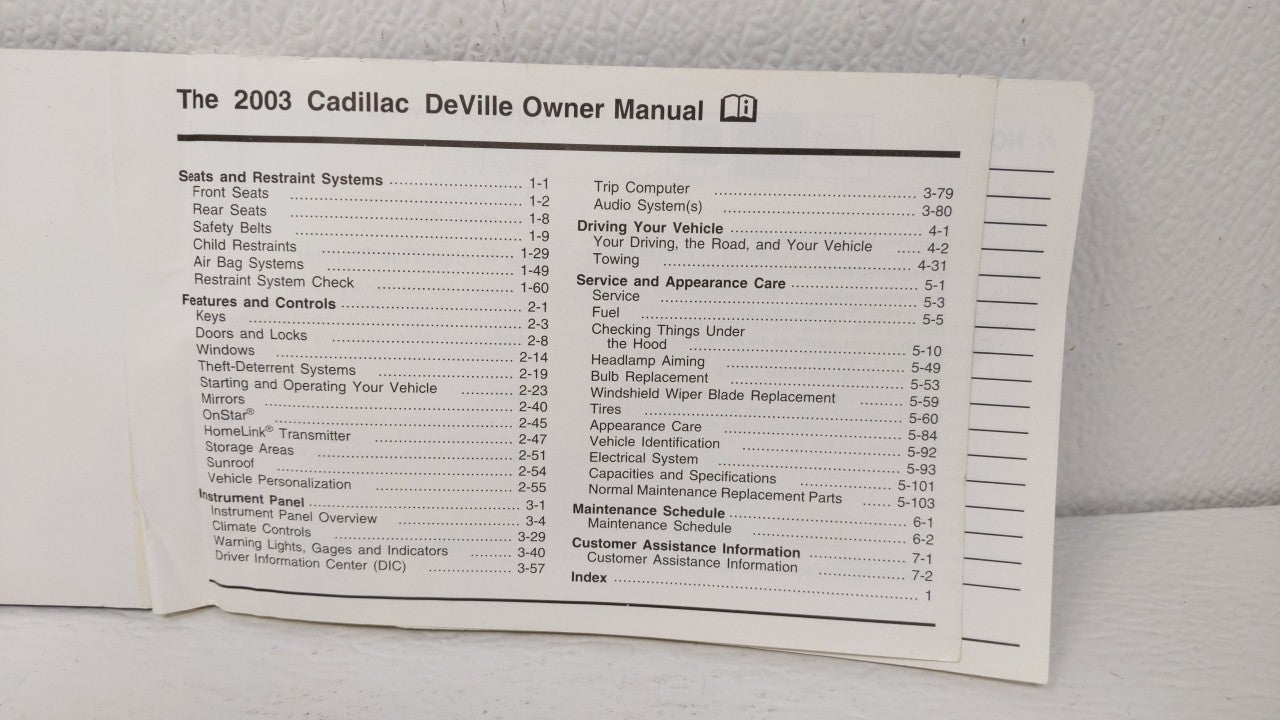 The 2003 Cadillac DeVille Owner Manual
Seats and Restraint Systems ................................ 1-1
Front Seats ................................ 1-2
Rear Seats ................................ 1-8
Safety Belts ................................ 1-9
Child Restraints ................................ 1-29
Air Bag Systems ................................ 1-49
Restraint System Check ................................ 1-60
Features and Controls ................................ 2-1
Keys ................................ 2-3
Doors and Locks ................................ 2-8
Windows ................................ 2-14
Theft-Deterrent Systems ................................ 2-19
Starting and Operating Your Vehicle ............ 2-23
Mirrors ................................ 2-40
OnStar® ................................ 2-45
HomeLink® Transmitter ................................ 2-47
Storage Areas ................................ 2-51
Sunroof ................................ 2-54
Vehicle Personalization ................................ 2-55
Instrument Panel ................................ 3-1
Instrument Panel Overview ................................ 3-4
Climate Controls ................................ 3-29
Warning Lights, Gages and Indicators .......... 3-40
Driver Information Center (DIC) .................... 3-57
Trip Computer ................................ 3-79
Audio System(s) ................................ 3-80
Driving Your Vehicle ................................ 4-1
Your Driving, the Road, and Your Vehicle ..... 4-2
Towing ................................ 4-31
Service and Appearance Care ................................ 5-1
Service ................................ 5-3
Fuel ................................ 5-5
Checking Things Under
the Hood ................................ 5-10
Headlamp Aiming ................................ 5-49
Bulb Replacement ................................ 5-53
Windshield Wiper Blade Replacement .......... 5-59
Tires ................................ 5-60
Appearance Care ................................ 5-84
Vehicle Identification ................................ 5-92
Electrical System ................................ 5-93
Capacities and Specifications ................................ 5-101
Normal Maintenance Replacement Parts ...... 5-103
Maintenance Schedule ................................ 6-1
Maintenance Schedule ................................ 6-2
Customer Assistance Information ................... 7-1
Customer Assistance Information ................... 7-2
Index ................................ 1